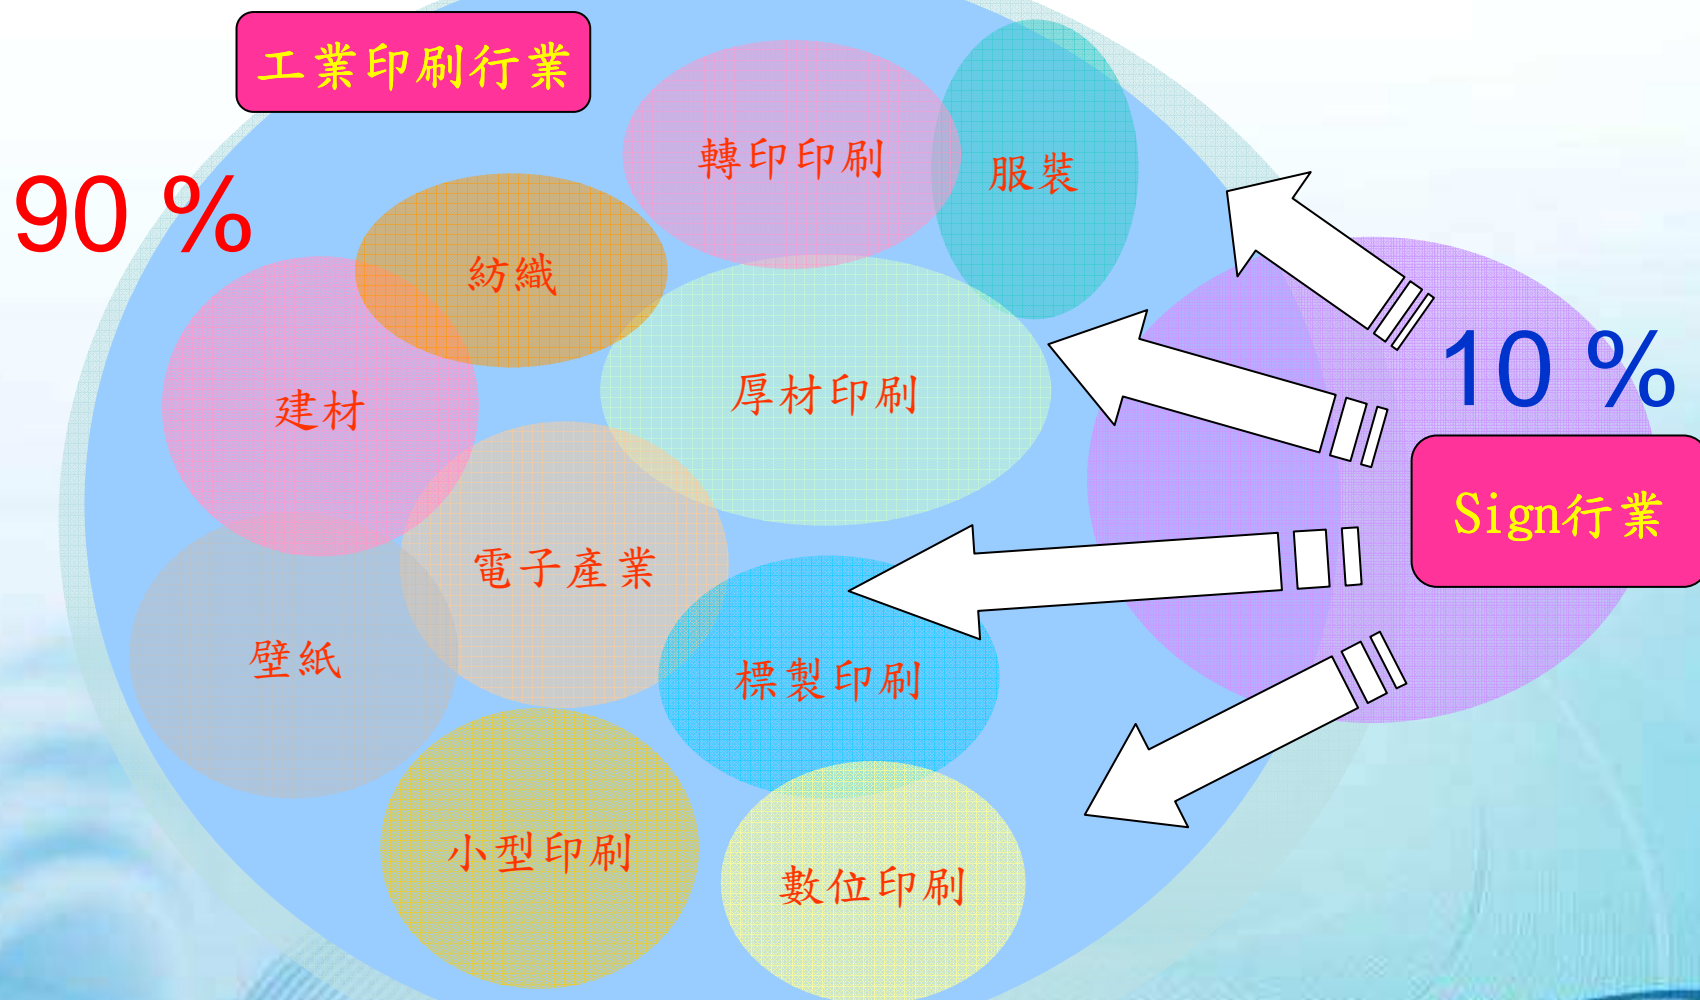 工業印刷行業
90 %
轉印印刷
服裝
紡織
建材
厚材印刷
10 %
Sign行業
電子產業
壁紙
標製印刷
小型印刷
數位印刷